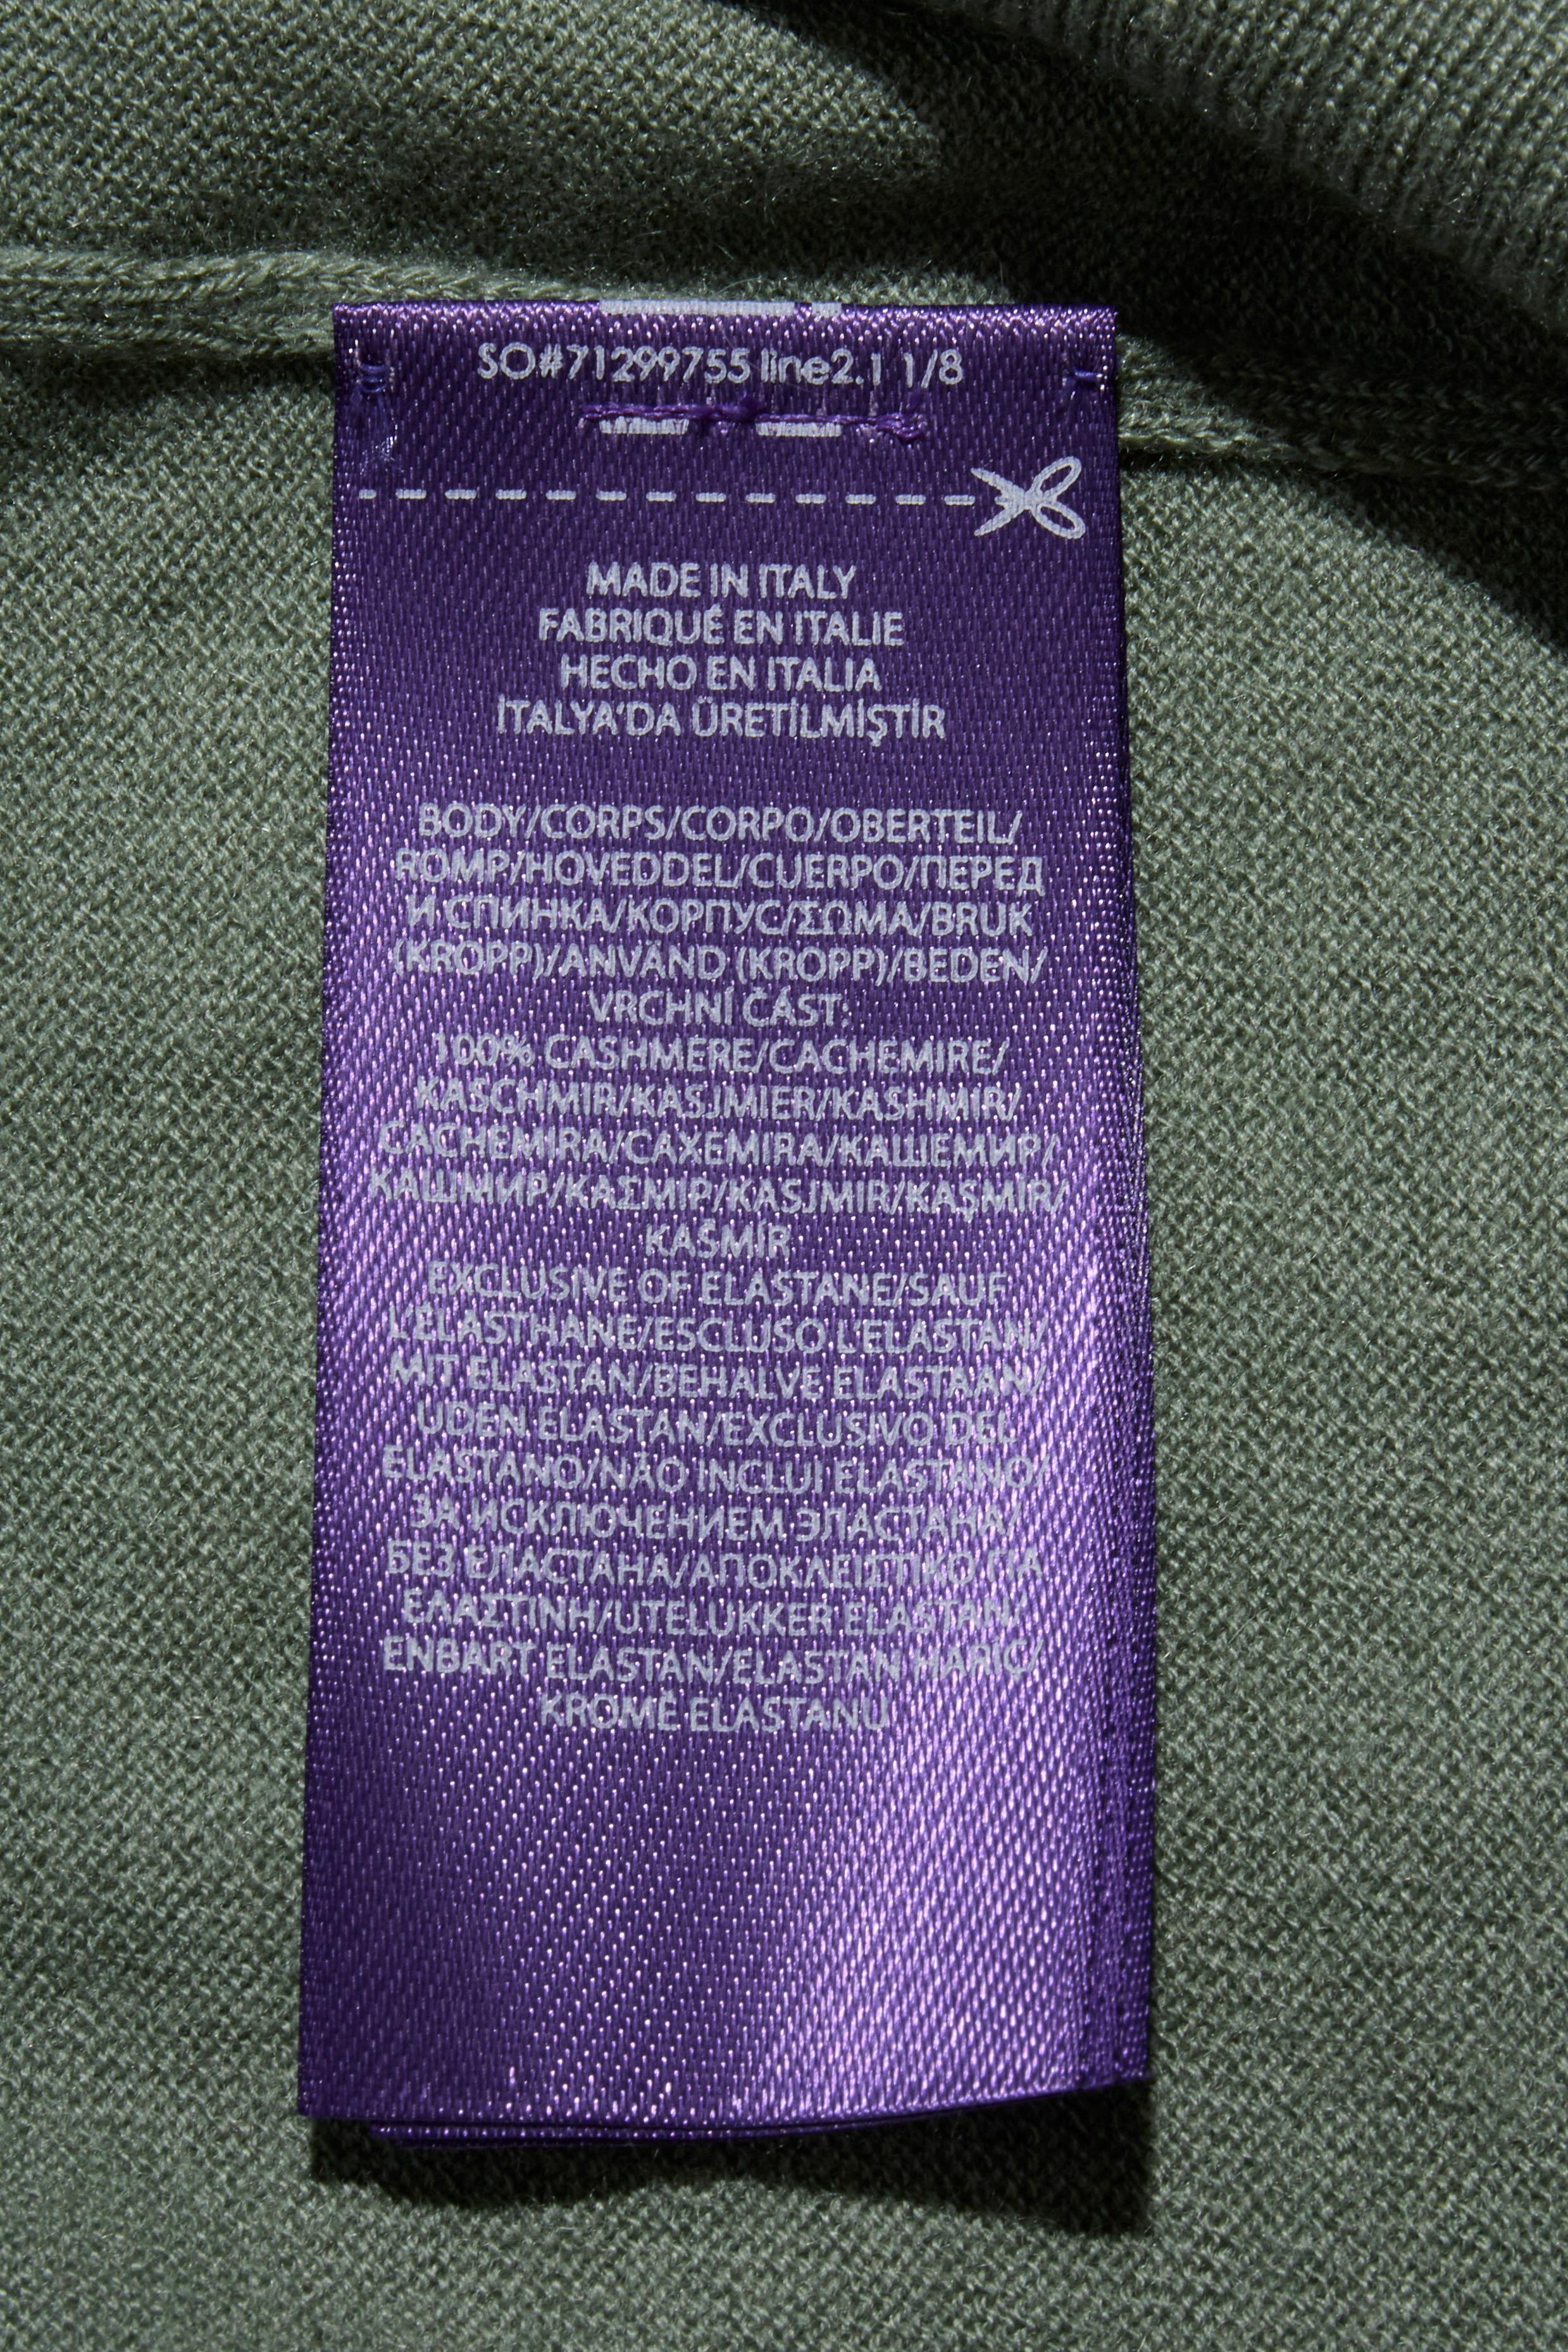 SO#71299755 line2.1 1/8
MADE IN ITALY
FABRIQUÉ EN ITALIE
HECHO EN ITALIA
İTALYA'DA ÜRETİLMİŞTİR
BODY/CORPS/CORPO/OBERTEIL/
ROMP/HOVEDDEL/CUERPO/ПЕРЕД
И СПИНКА/КОРПУС/ΣΩΜΑ/BRUK
(KROPP)/ANVÄND (KROPP)/BEDEN/
VRCHNÍ ČÁST:
100% CASHMERE/CACHEMIRE/
KASCHMIR/KASJMIER/KASHMIR/
CACHEMIRA/CAXEMIRA/КАШЕМИР/
КАШМИР/ΚΑΣΜΙΡ/KASJMIR/KAŞMİR/
KAŠMÍR
EXCLUSIVE OF ELASTANE/SAUF
L'ÉLASTHANE/ESCLUSO L'ELASTAN/
MIT ELASTAN/BEHALVE ELASTAAN/
UDEN ELASTAN/EXCLUSIVO DEL
ELASTANO/NÃO INCLUI ELASTANO/
ЗА ИСКЛЮЧЕНИЕМ ЭЛАСТАНА/
БЕЗ ЕЛАСТАНА/ΑΠΟΚΛΕΙΣΤΙΚΟ ΓΙΑ
ΕΛΑΣΤΙΝΗ/UTELUKKER ELASTAN/
ENBART ELASTAN/ELASTAN HARİÇ/
KROMĚ ELASTANU